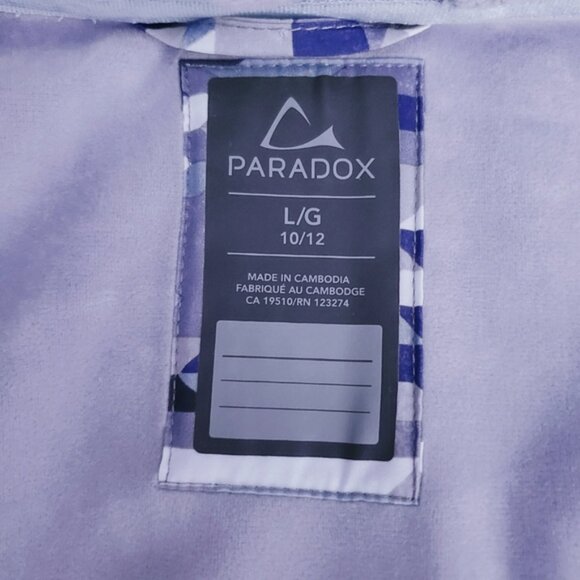 PARADOX
L/G
10/12
MADE IN CAMBODIA
FABRIQUÉ AU CAMBODGE
CA 19510/RN 123274